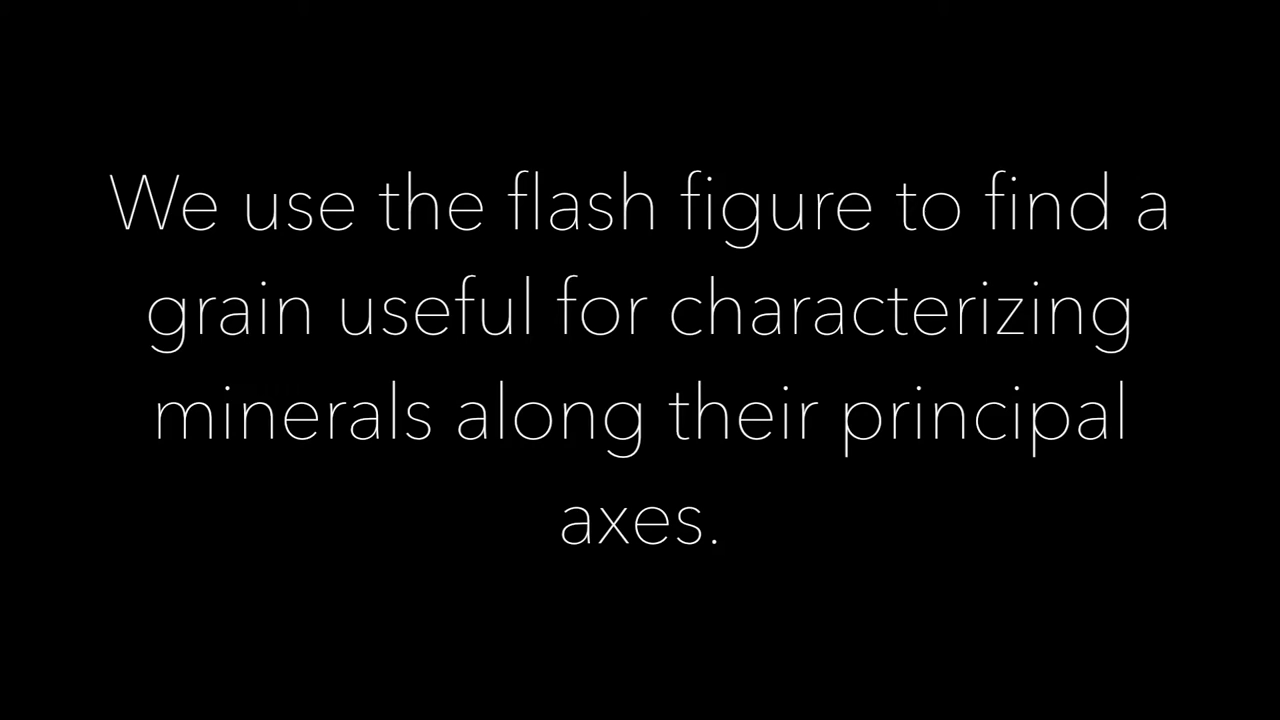 We use the flash figure to find a
grain useful for characterizing
minerals along their principal
axes.